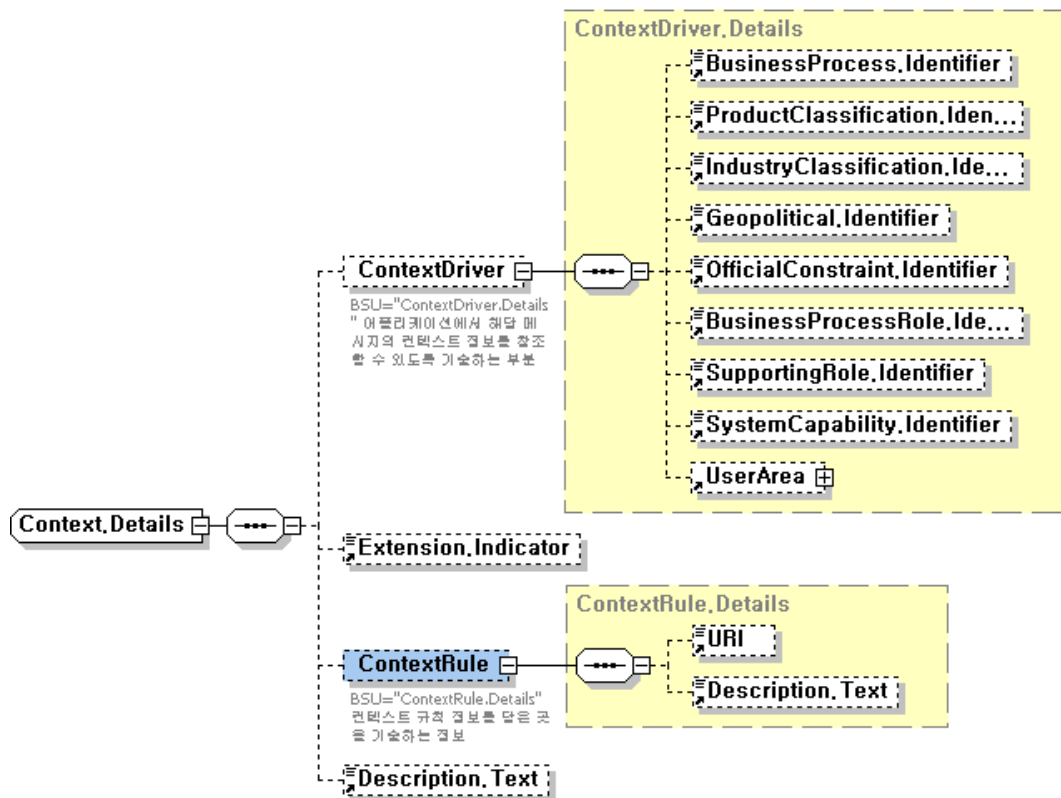 ContextDriver.Details
BusinessProcess.Identifier
ProductClassification.Iden...
IndustryClassification.Ide...
Geopolitical.Identifier
ContextDriver
OfficialConstraint.Identifier
BSU="ContextDriver.Details
" 어플리케이션에서 해당 메
시지의 컨텍스트 정보를 참조
할 수 있도록 기술하는 부분
BusinessProcessRole.Ide...
SupportingRole.Identifier
SystemCapability.Identifier
UserArea
Context.Details
Extension.Indicator
ContextRule.Details
URI
ContextRule
Description.Text
BSU="ContextRule.Details"
컨텍스트 규칙 정보를 담은 곳
을 기술하는 정보
Description.Text